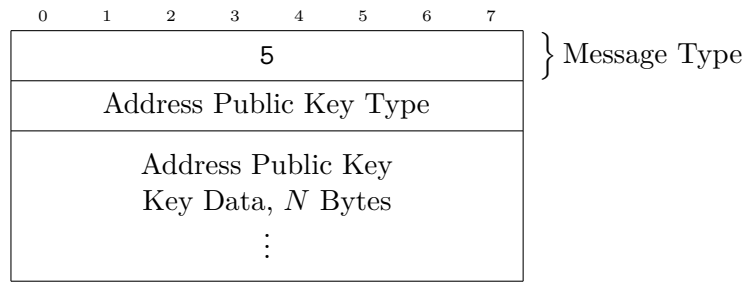 0 1 2 3 4 5 6 7
5
Message Type
Address Public Key Type
Address Public Key
Key Data, N Bytes
⋮